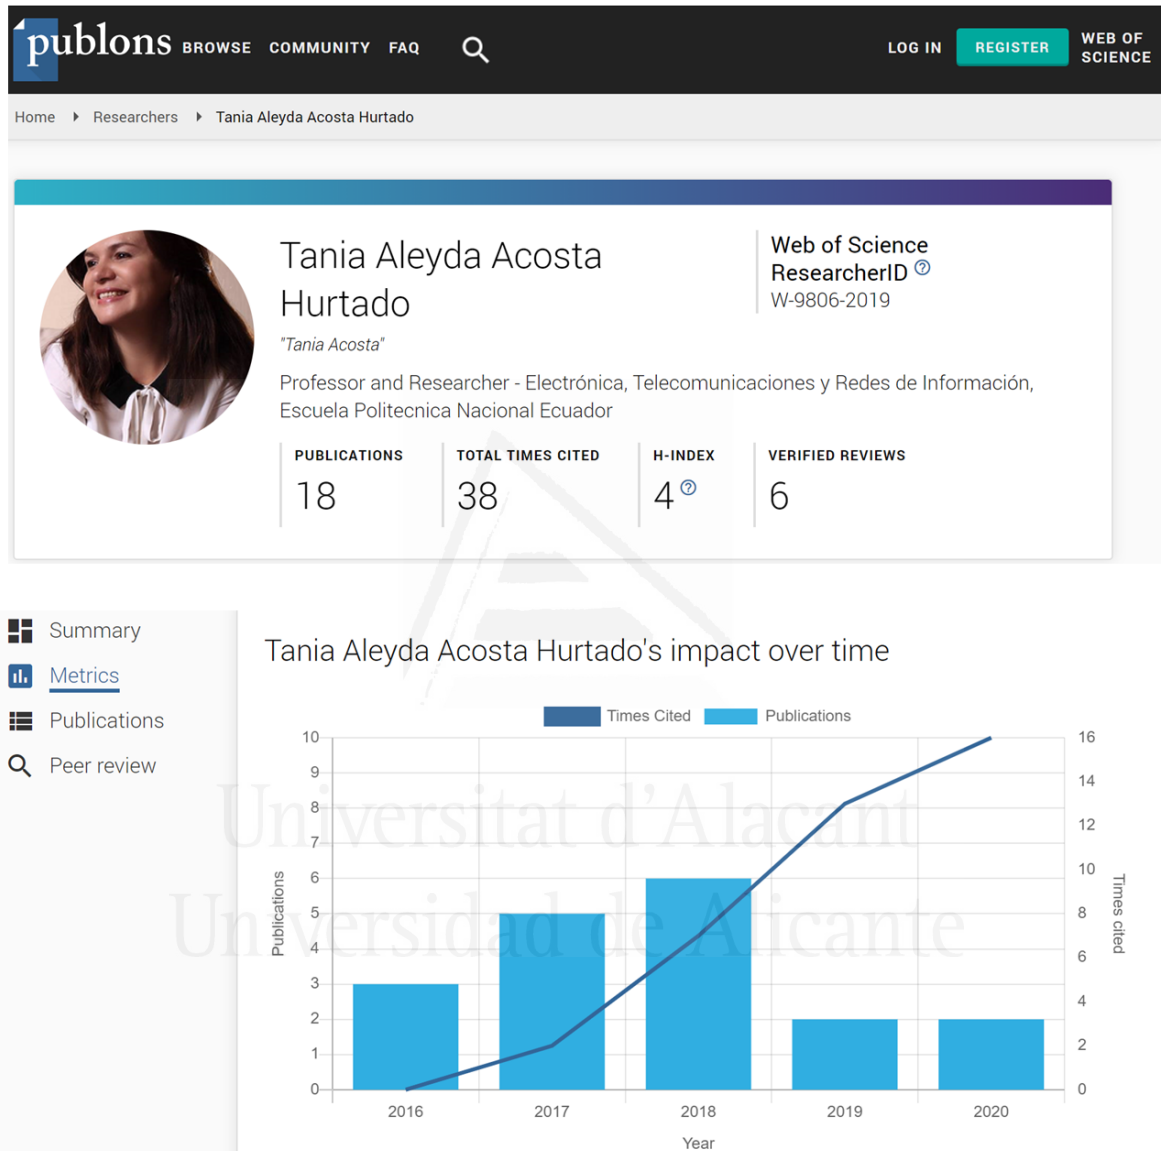 publons BROWSE COMMUNITY FAQ LOG IN REGISTER WEB OF SCIENCE
Home Researchers Tania Aleyda Acosta Hurtado
Tania Aleyda Acosta
Hurtado
"Tania Acosta"
Web of Science
ResearcherID
W-9806-2019
Professor and Researcher - Electrónica, Telecomunicaciones y Redes de Información,
Escuela Politecnica Nacional Ecuador
PUBLICATIONS TOTAL TIMES CITED H-INDEX VERIFIED REVIEWS
18 38 4 ? 6
Summary
Metrics
Publications
Peer review
Tania Aleyda Acosta Hurtado's impact over time
Times Cited Publications
10 16
9 14
8 12
7 10
6 8
5 6
4 4
3 2
2 0
1
0
Publications
Times cited
2016 2017 2018 2019 2020
Year
Universitat d'Alacant
Universidad de Alicante